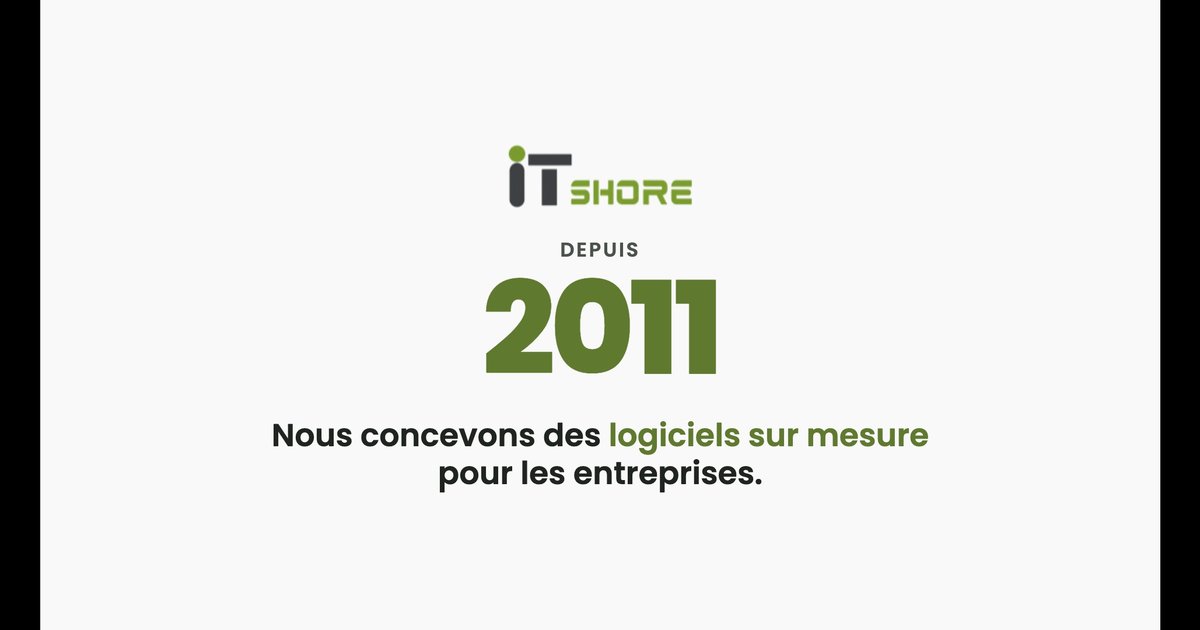 iT SHORE
DEPUIS
2011
Nous concevons des logiciels sur mesure
pour les entreprises.